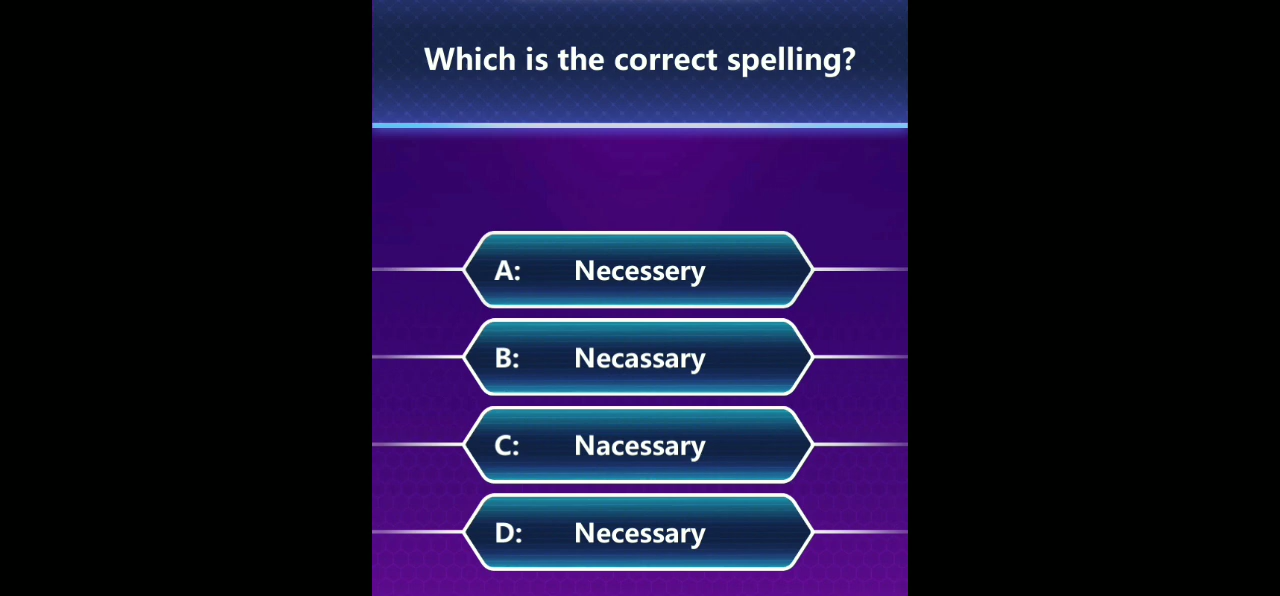 Which is the correct spelling?
A: Necessery
B: Necassary
C: Nacessary
D: Necessary